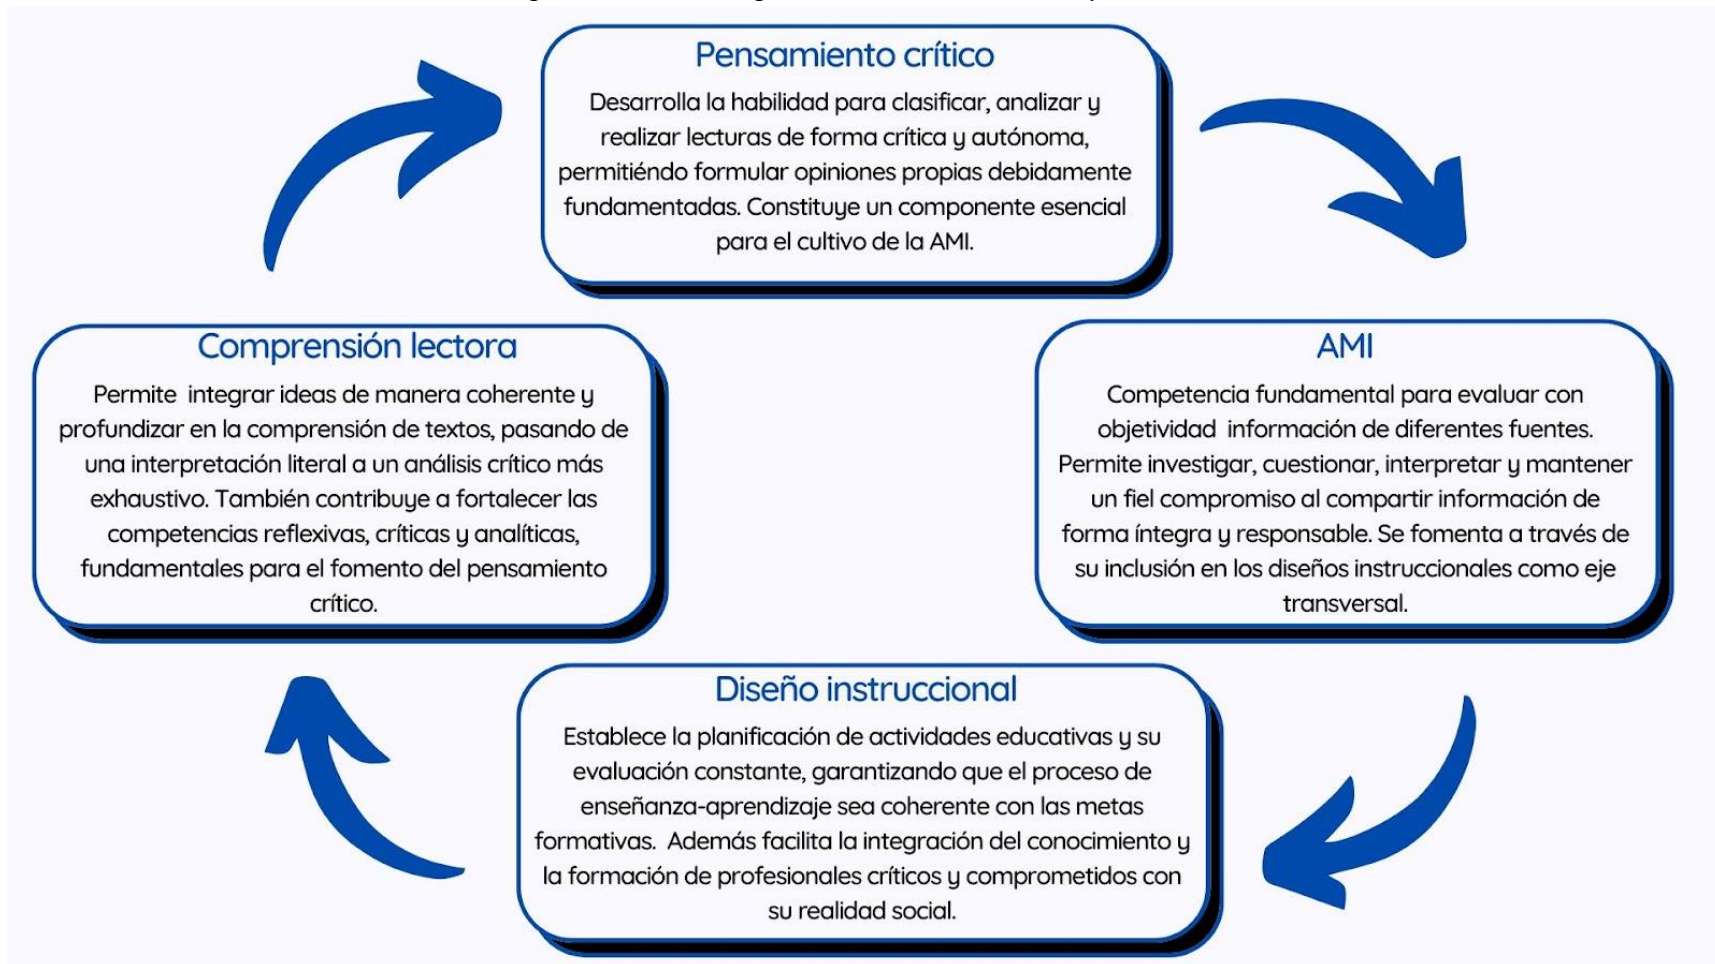 Pensamiento crítico
Desarrolla la habilidad para clasificar, analizar y
realizar lecturas de forma crítica y autónoma,
permitiéndo formular opiniones propias debidamente
fundamentadas. Constituye un componente esencial
para el cultivo de la AMI.
Comprensión lectora
Permite integrar ideas de manera coherente y
profundizar en la comprensión de textos, pasando de
una interpretación literal a un análisis crítico más
exhaustivo. También contribuye a fortalecer las
competencias reflexivas, críticas y analíticas,
fundamentales para el fomento del pensamiento
crítico.
AMI
Competencia fundamental para evaluar con
objetividad información de diferentes fuentes.
Permite investigar, cuestionar, interpretar y mantener
un fiel compromiso al compartir información de
forma íntegra y responsable. Se fomenta a través de
su inclusión en los diseños instruccionales como eje
transversal.
Diseño instruccional
Establece la planificación de actividades educativas y su
evaluación constante, garantizando que el proceso de
enseñanza-aprendizaje sea coherente con las metas
formativas. Además facilita la integración del conocimiento y
la formación de profesionales críticos y comprometidos con
su realidad social.